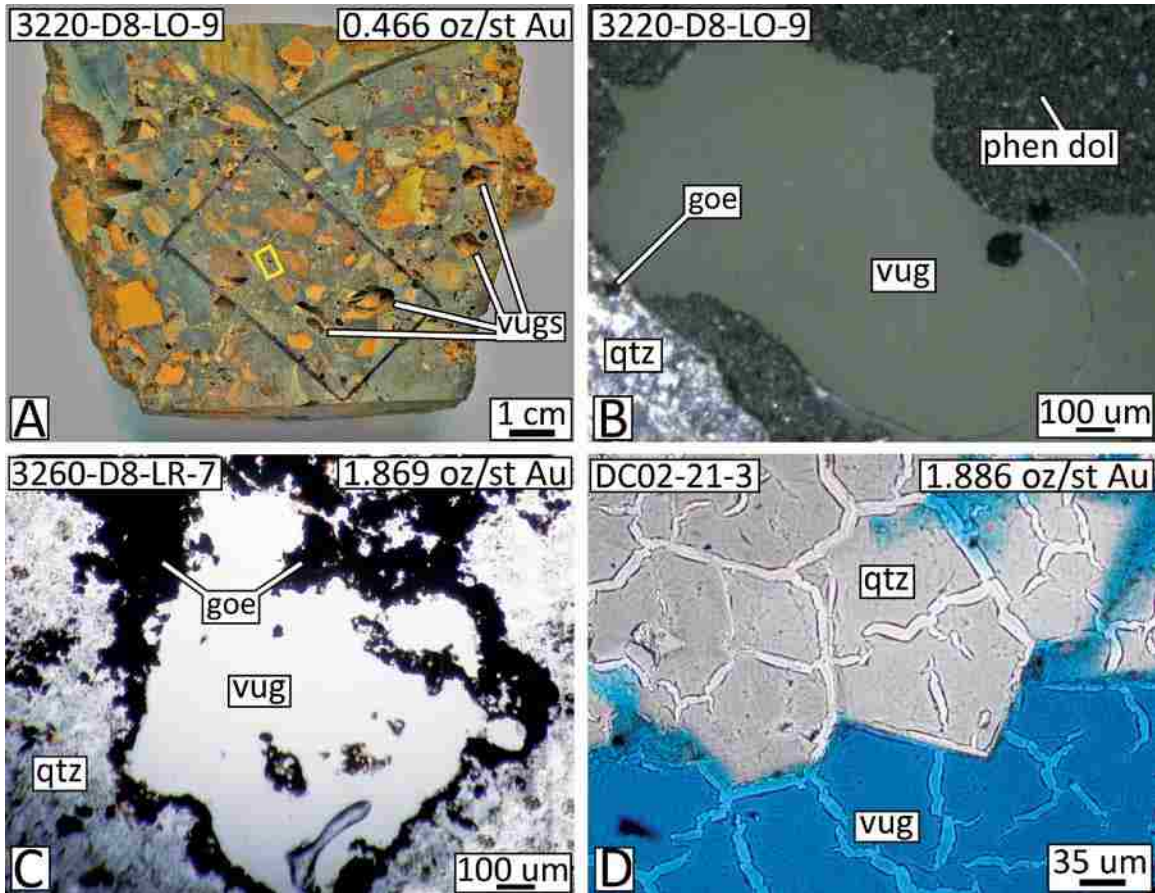 3220-D8-LO-9
0.466 oz/st Au
vugs
A
1 cm
3220-D8-LO-9
phen dol
goe
vug
qtz
B
100 um
3260-D8-LR-7
1.869 oz/st Au
goe
vug
qtz
C
100 um
DC02-21-3
1.886 oz/st Au
qtz
vug
D
35 um